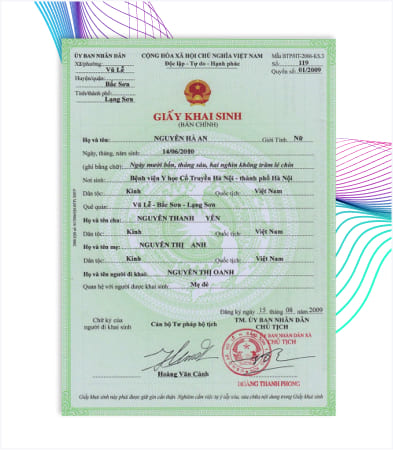 ỦY BAN NHÂN DÂN
CỘNG HÒA XÃ HỘI CHỦ NGHĨA VIỆT NAM
Mẫu BTP/HT-2006-KS.3
Xã/phường:
Độc lập - Tự do - Hạnh phúc
Số: 119
Vũ Lễ
Quyển số: 01/2009
Huyện/quận:
Bắc Sơn
Tỉnh/thành phố:
Lạng Sơn
GIẤY KHAI SINH
(BẢN CHÍNH)
Họ và tên: NGUYỄN HÀ AN Giới Tính: Nữ
Ngày, tháng, năm sinh: 14/06/2000
(ghi bằng chữ): Ngày mười bốn, tháng sáu, hai nghìn không trăm lẻ chín
Nơi sinh: Bệnh viện Y học Cổ Truyền Hà Nội - thành phố Hà Nội
Dân tộc: Kinh Quốc tịch: Việt Nam
Quê quán: Vũ Lễ - Bắc Sơn - Lạng Sơn
Họ và tên cha: NGUYỄN THANH YÊN
Dân tộc: Kinh Quốc tịch: Việt Nam
Họ và tên mẹ: NGUYỄN THỊ ANH
Dân tộc: Kinh Quốc tịch: Việt Nam
Họ và tên người đi khai: NGUYỄN THỊ OANH
Quan hệ với người được khai sinh: Mẹ đẻ
Đăng ký ngày 15 tháng 08 năm 2009
Chữ ký của
người đi khai sinh
Cán bộ Tư pháp hộ tịch
TM. ỦY BAN NHÂN DÂN
CHỦ TỊCH
ỦY BAN NHÂN DÂN XÃ
CHỦ TỊCH
Hoàng Văn Cảnh
HOÀNG THANH PHONG
Giấy khai sinh này phải được giữ gìn cẩn thận. Nghiêm cấm việc tự ý tẩy xóa, sửa chữa nội dung trong Giấy khai sinh